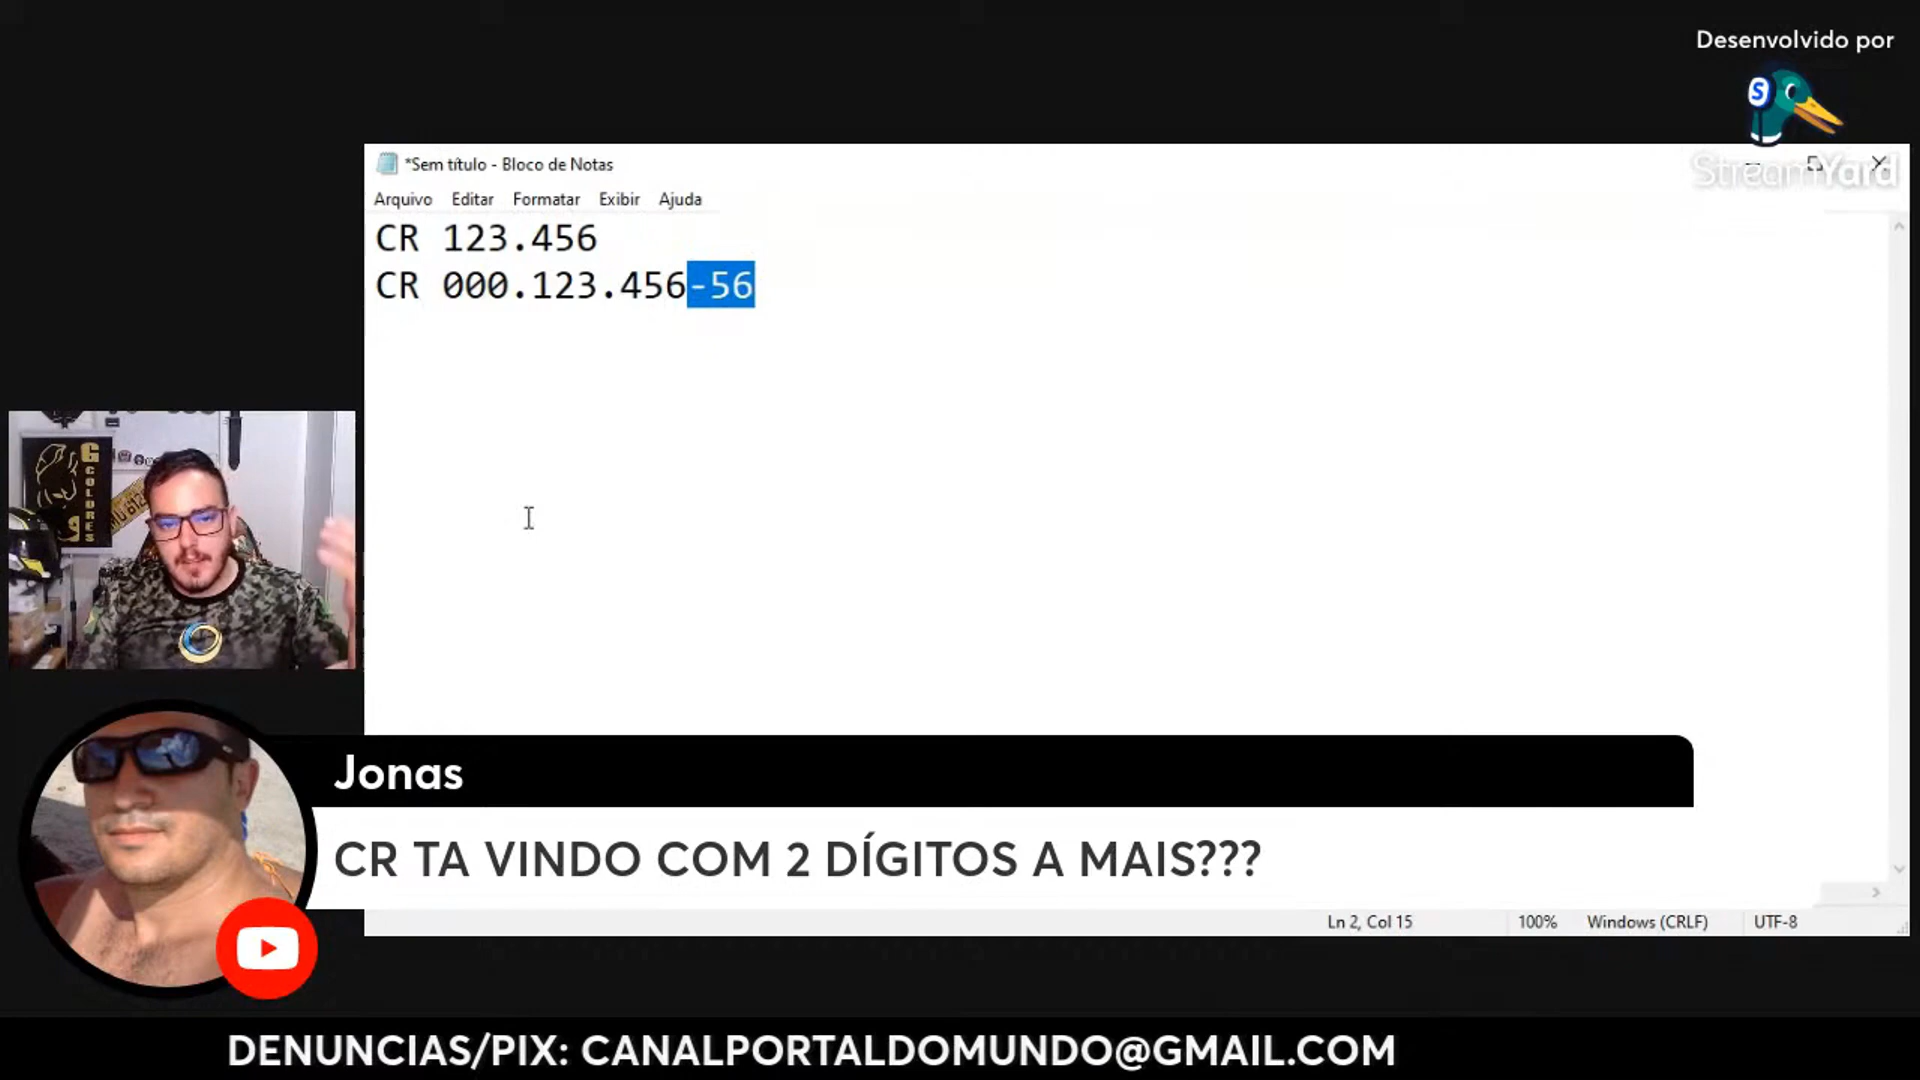 Desenvolvido por
S
StreamYard
*Sem título - Bloco de Notas
Arquivo Editar Formatar Exibir Ajuda
CR 123.456
CR 000.123.456-56
G
COLDRES
Jonas
CR TA VINDO COM 2 DÍGITOS A MAIS???
Ln 2, Col 15 100% Windows (CRLF) UTF-8
DENUNCIAS/PIX: CANALPORTALDOMUNDO@GMAIL.COM